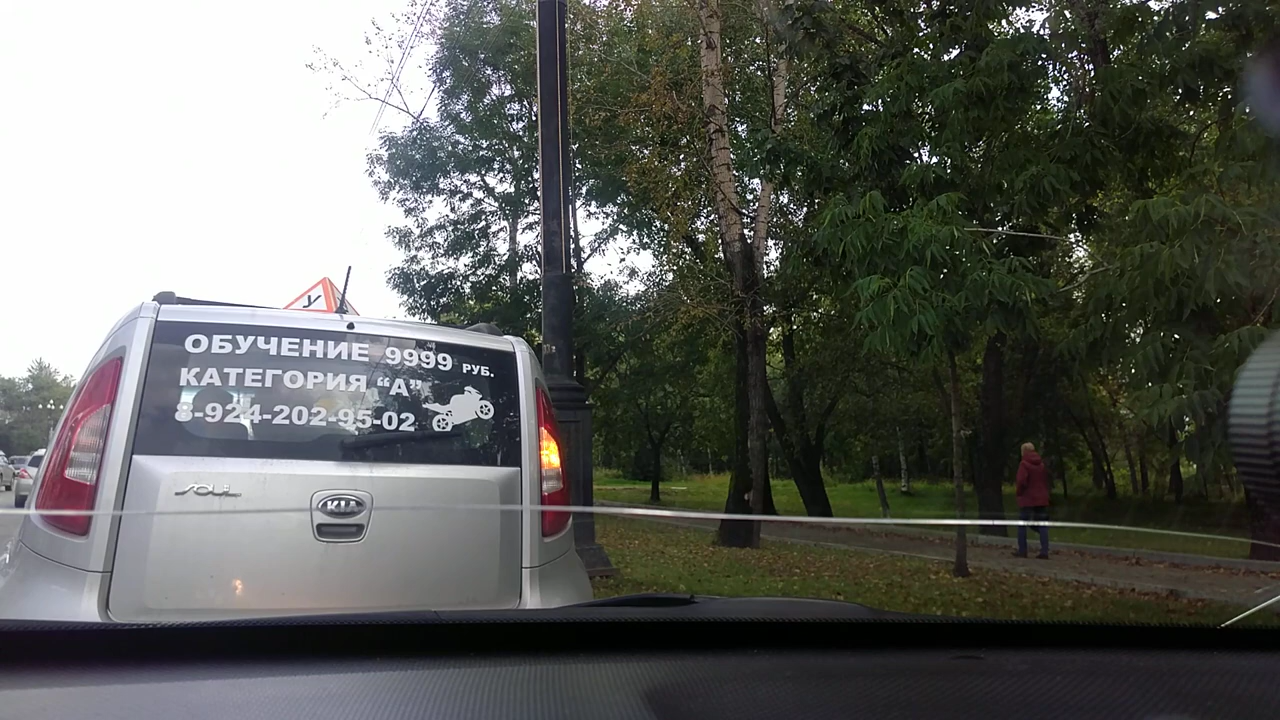 У
ОБУЧЕНИЕ 9999 РУБ.
КАТЕГОРИЯ “А”
8-924-202-95-02
SOUL
KIA